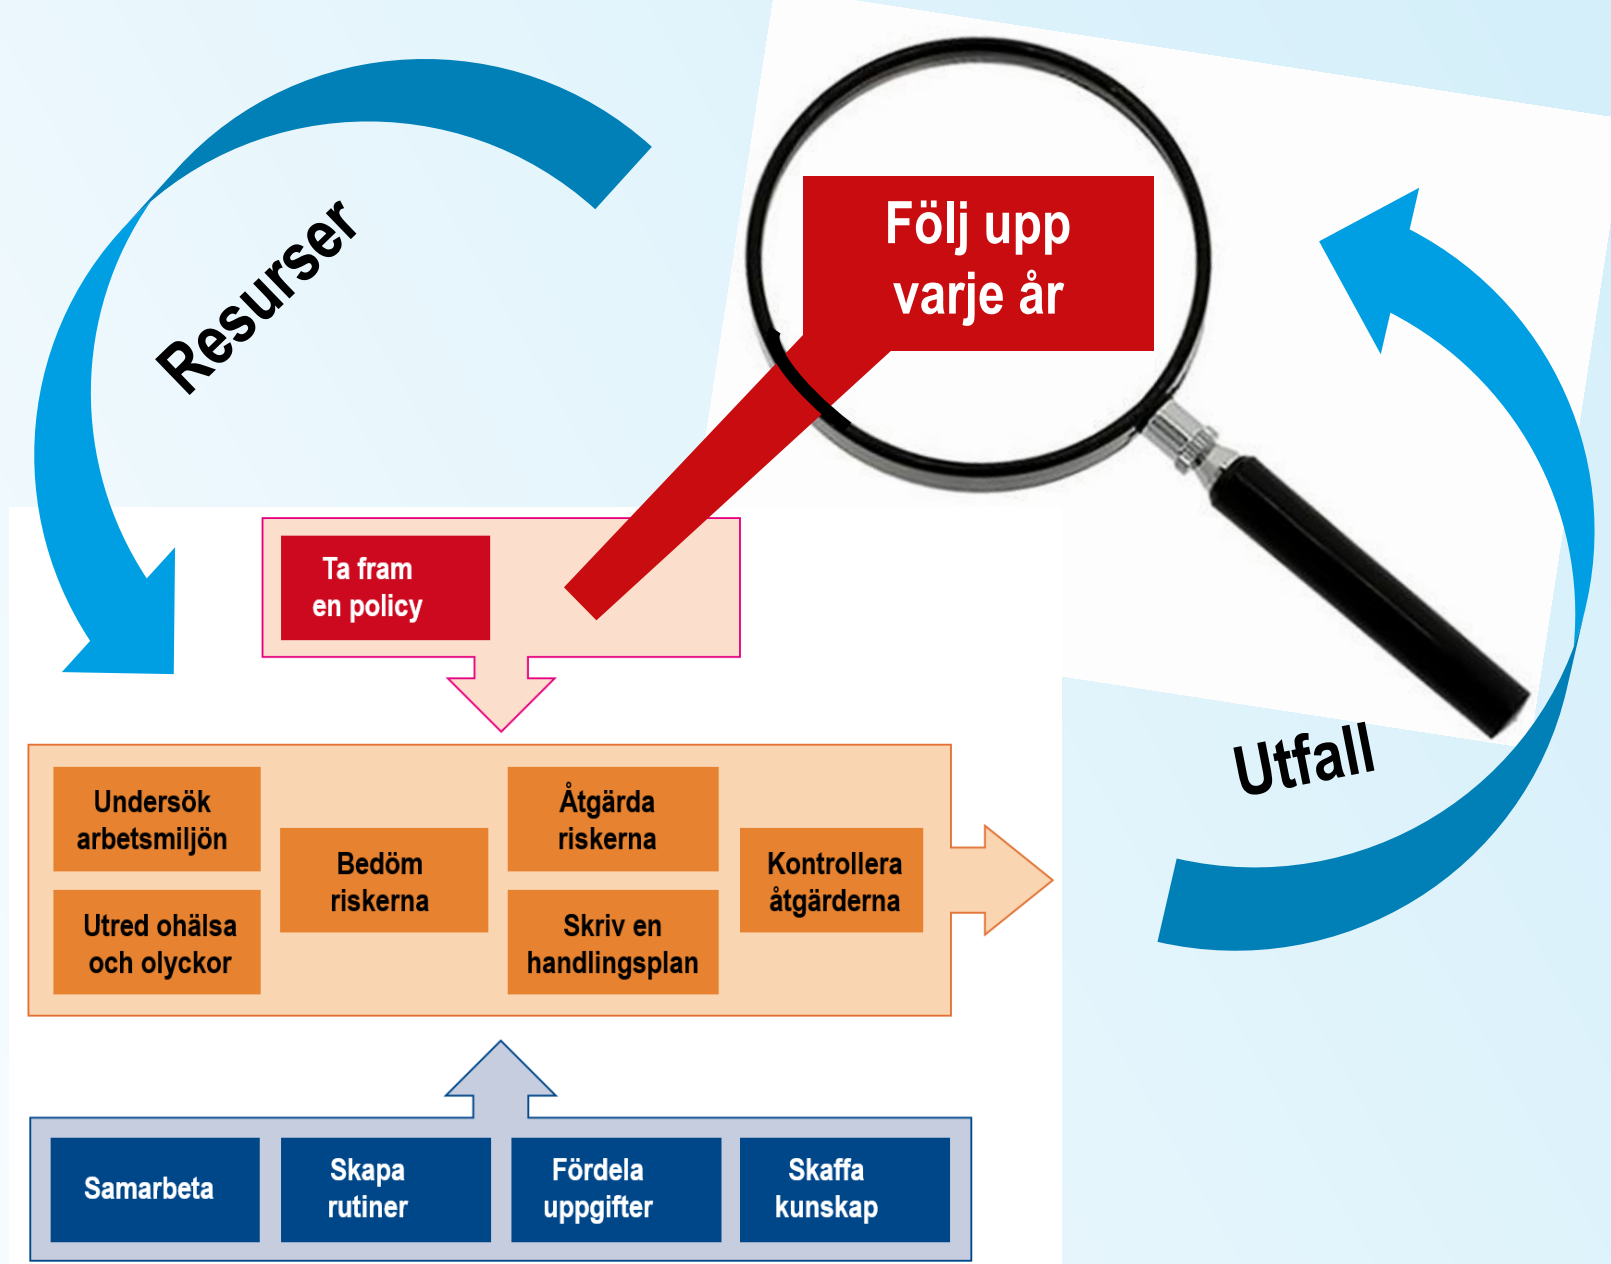 Resurser
Följ upp
varje år
Ta fram
en policy
Undersök
arbetsmiljön
Utred ohälsa
och olyckor
Bedöm
riskerna
Åtgärda
riskerna
Skriv en
handlingsplan
Kontrollera
åtgärderna
Utfall
Samarbeta
Skapa
rutiner
Fördela
uppgifter
Skaffa
kunskap